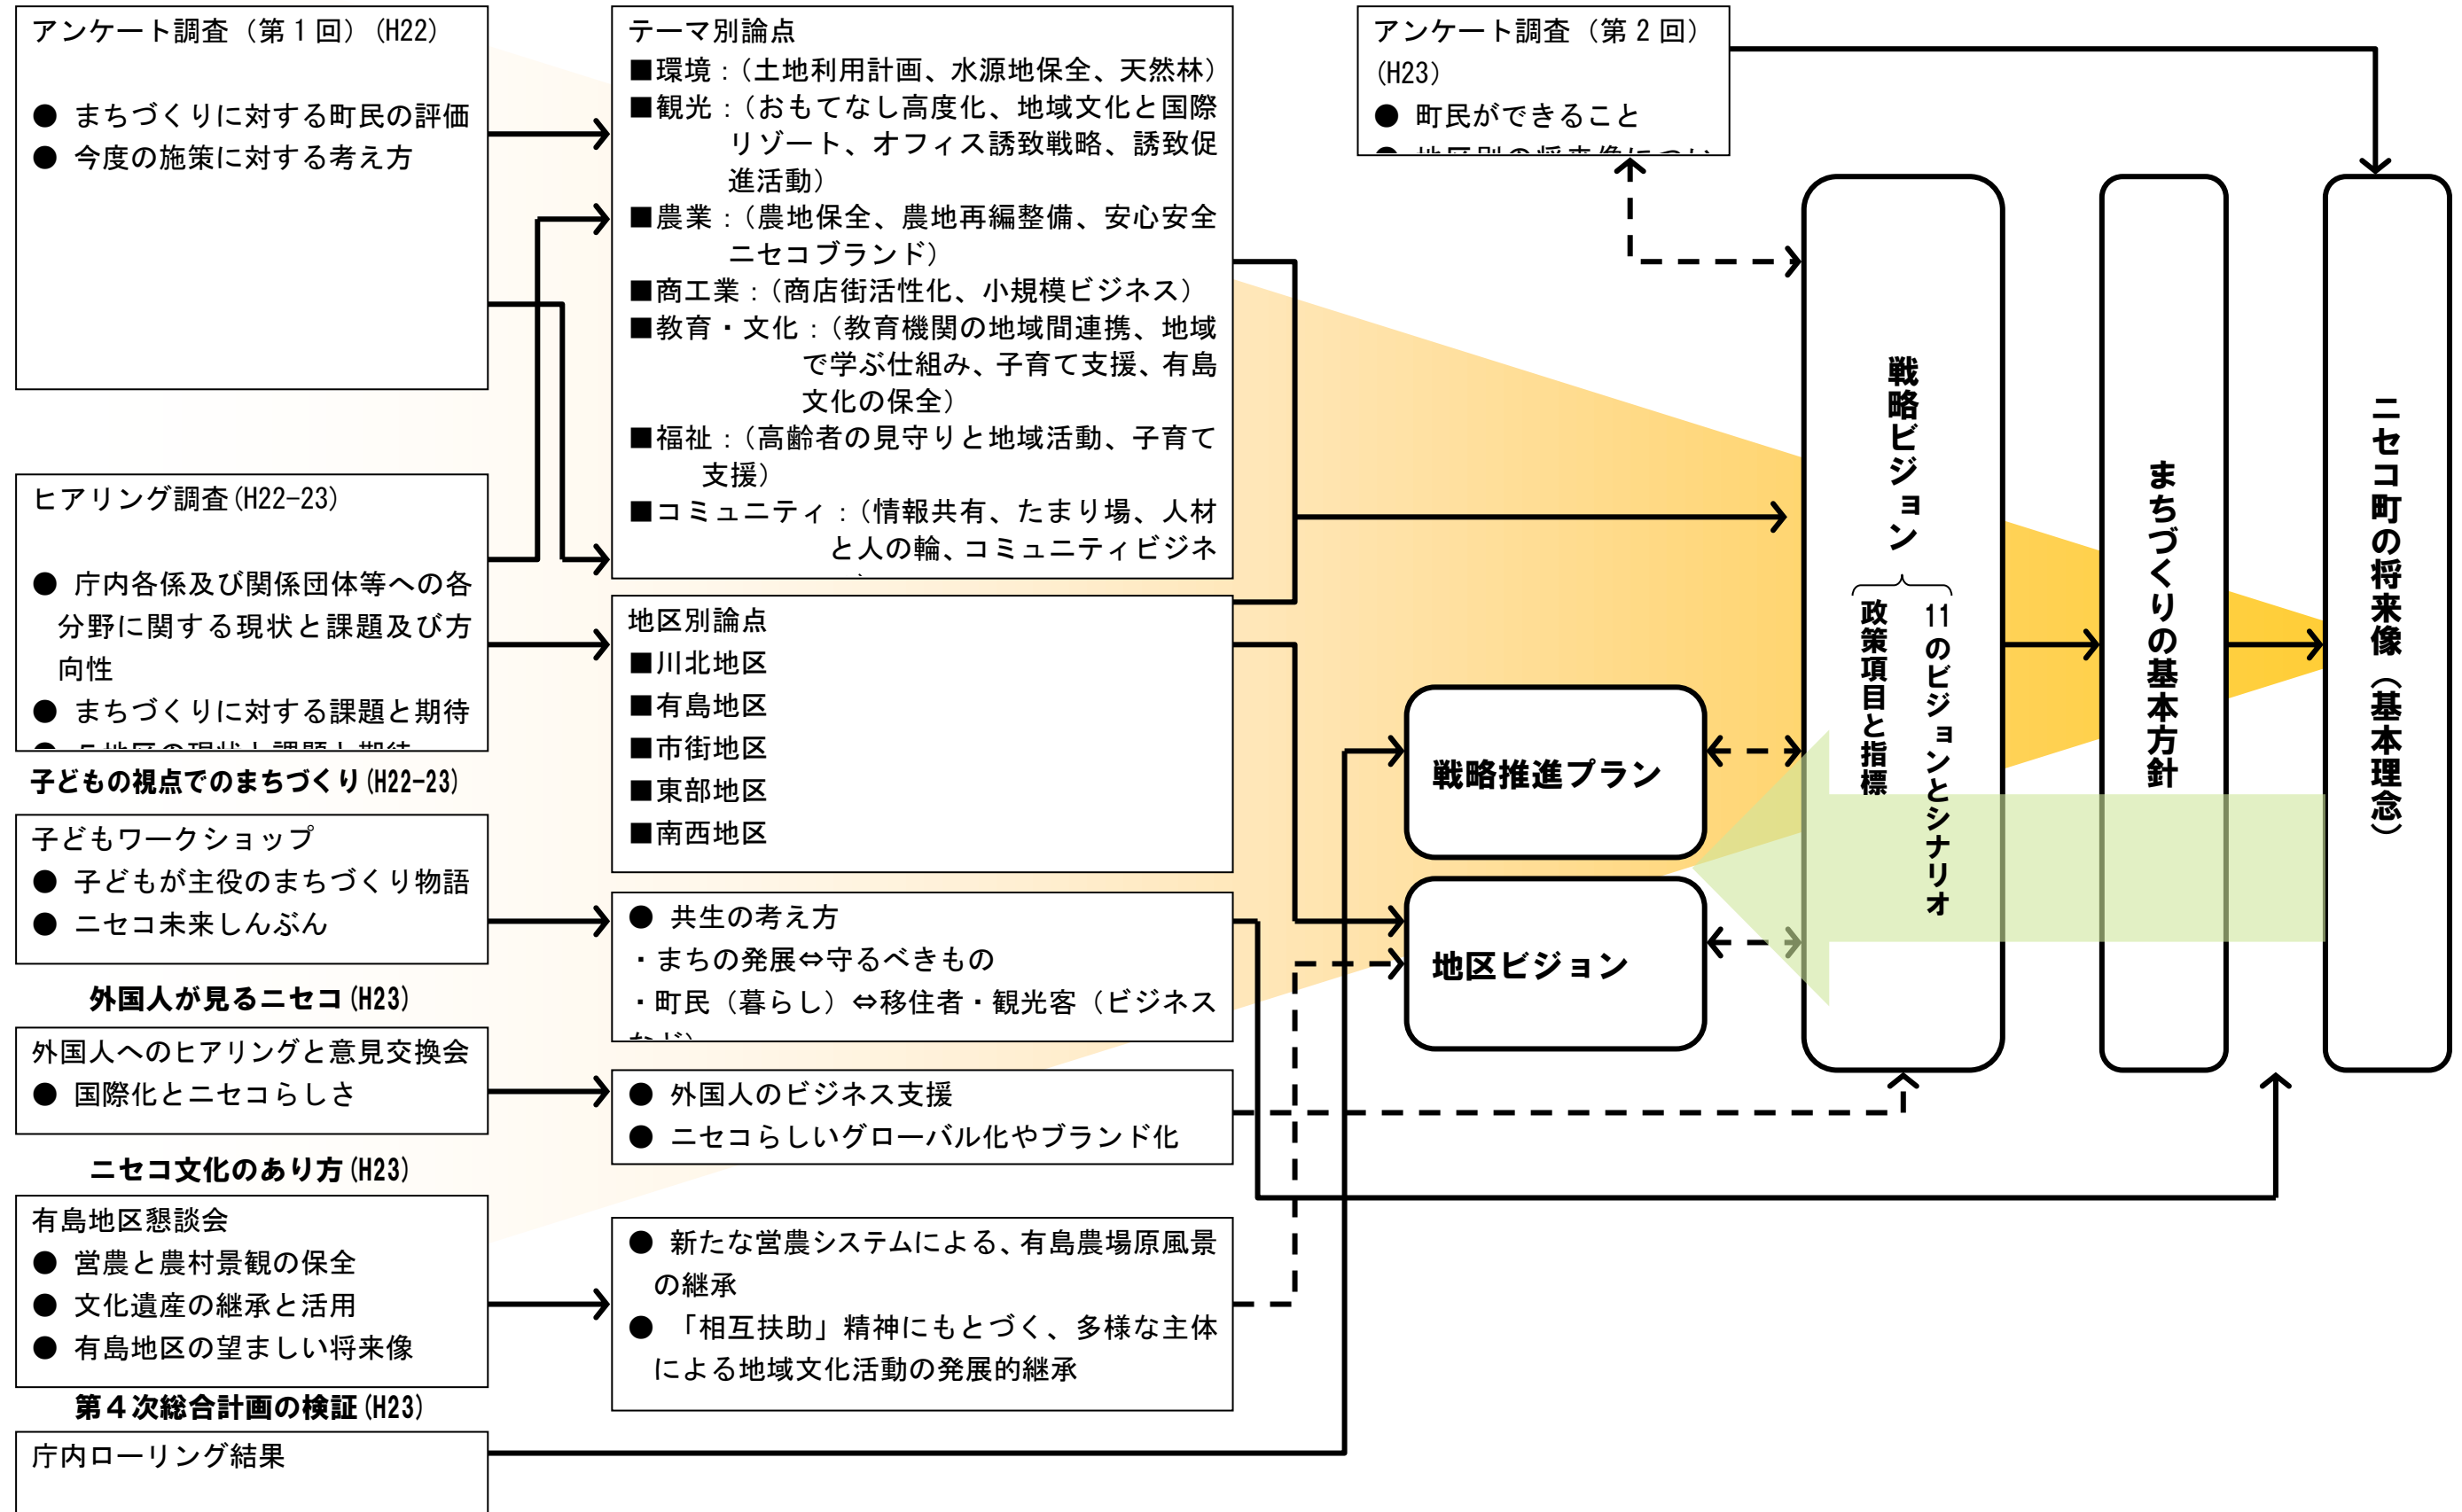 アンケート調査（第１回）(H22)
● まちづくりに対する町民の評価
● 今度の施策に対する考え方
ヒアリング調査(H22-23)
● 庁内各係及び関係団体等への各
分野に関する現状と課題及び方
向性
● まちづくりに対する課題と期待
子どもの視点でのまちづくり(H22-23)
子どもワークショップ
● 子どもが主役のまちづくり物語
● ニセコ未来しんぶん
外国人が見るニセコ(H23)
外国人へのヒアリングと意見交換会
● 国際化とニセコらしさ
ニセコ文化のあり方(H23)
有島地区懇談会
● 営農と農村景観の保全
● 文化遺産の継承と活用
● 有島地区の望ましい将来像
第４次総合計画の検証(H23)
庁内ローリング結果
テーマ別論点
■環境：（土地利用計画、水源地保全、天然林）
■観光：（おもてなし高度化、地域文化と国際
リゾート、オフィス誘致戦略、誘致促
進活動）
■農業：（農地保全、農地再編整備、安心安全
ニセコブランド）
■商工業：（商店街活性化、小規模ビジネス）
■教育・文化：（教育機関の地域間連携、地域
で学ぶ仕組み、子育て支援、有島
文化の保全）
■福祉：（高齢者の見守りと地域活動、子育て
支援）
■コミュニティ：（情報共有、たまり場、人材
と人の輪、コミュニティビジネ
地区別論点
■川北地区
■有島地区
■市街地区
■東部地区
■南西地区
● 共生の考え方
・まちの発展⇔守るべきもの
・町民（暮らし）⇔移住者・観光客（ビジネス
● 外国人のビジネス支援
● ニセコらしいグローバル化やブランド化
● 新たな営農システムによる、有島農場原風景
の継承
● 「相互扶助」精神にもとづく、多様な主体
による地域文化活動の発展的継承
アンケート調査（第２回）
(H23)
● 町民ができること
戦略推進プラン
地区ビジョン
戦略ビジョン
11のビジョンとシナリオ
政策項目と指標
まちづくりの基本方針
ニセコ町の将来像（基本理念）